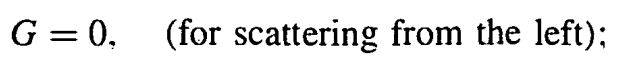 G = 0, (for scattering from the left);